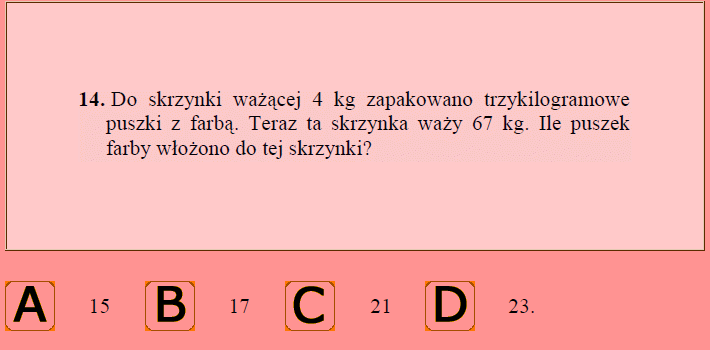 14. Do skrzynki ważącej 4 kg zapakowano trzykilogramowe
puszki z farbą. Teraz ta skrzynka waży 67 kg. Ile puszek
farby włożono do tej skrzynki?
A 15 B 17 C 21 D 23.